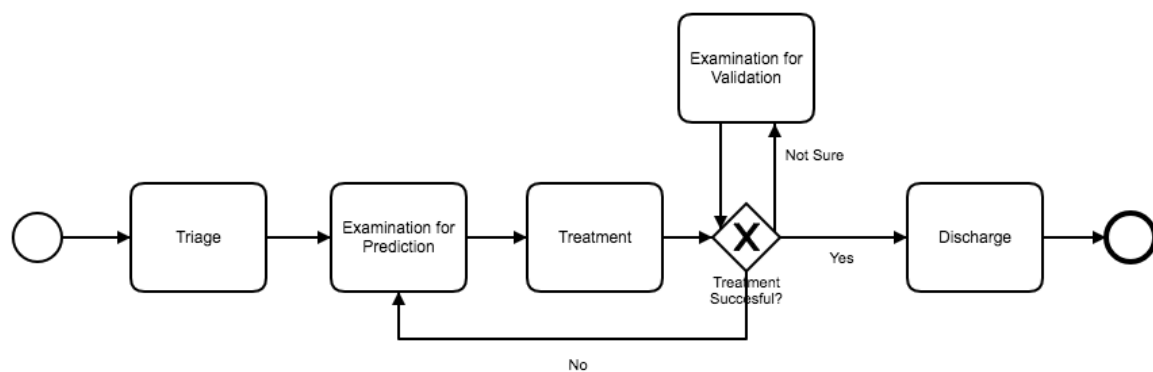 Examination for
Validation
Not Sure
Triage
Examination for
Prediction
Treatment
X
Discharge
Yes
Treatment
Succesful?
No